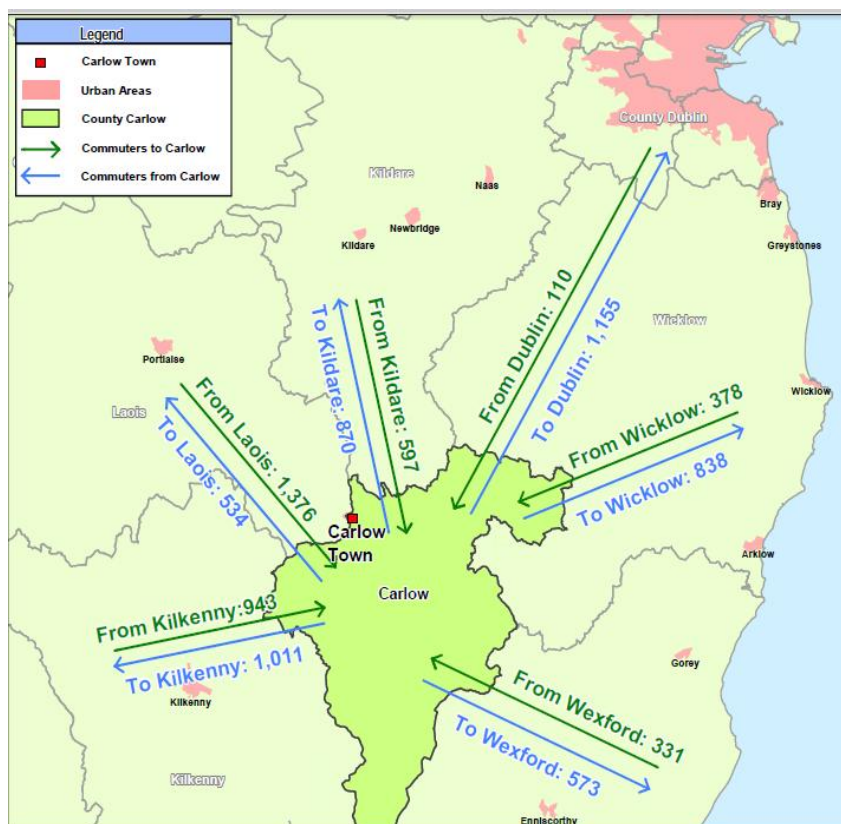 Legend
Carlow Town
Urban Areas
County Carlow
Commuters to Carlow
Commuters from Carlow
County Dublin
Kildare
Naas
Bray
Newbridge
Kildare
Greystones
From Dublin: 110
To Dublin: 1,155
Wicklow
From Kildare: 597
To Kildare: 870
Portlaise
Wicklow
Laois
From Laois: 1,376
To Laois: 534
From Wicklow: 378
To Wicklow: 838
Carlow
Town
Arklow
Carlow
From Kilkenny:943
To Kilkenny: 1,011
Gorey
Kilkenny
From Wexford: 331
To Wexford: 573
Kilkenny
Enniscorthy